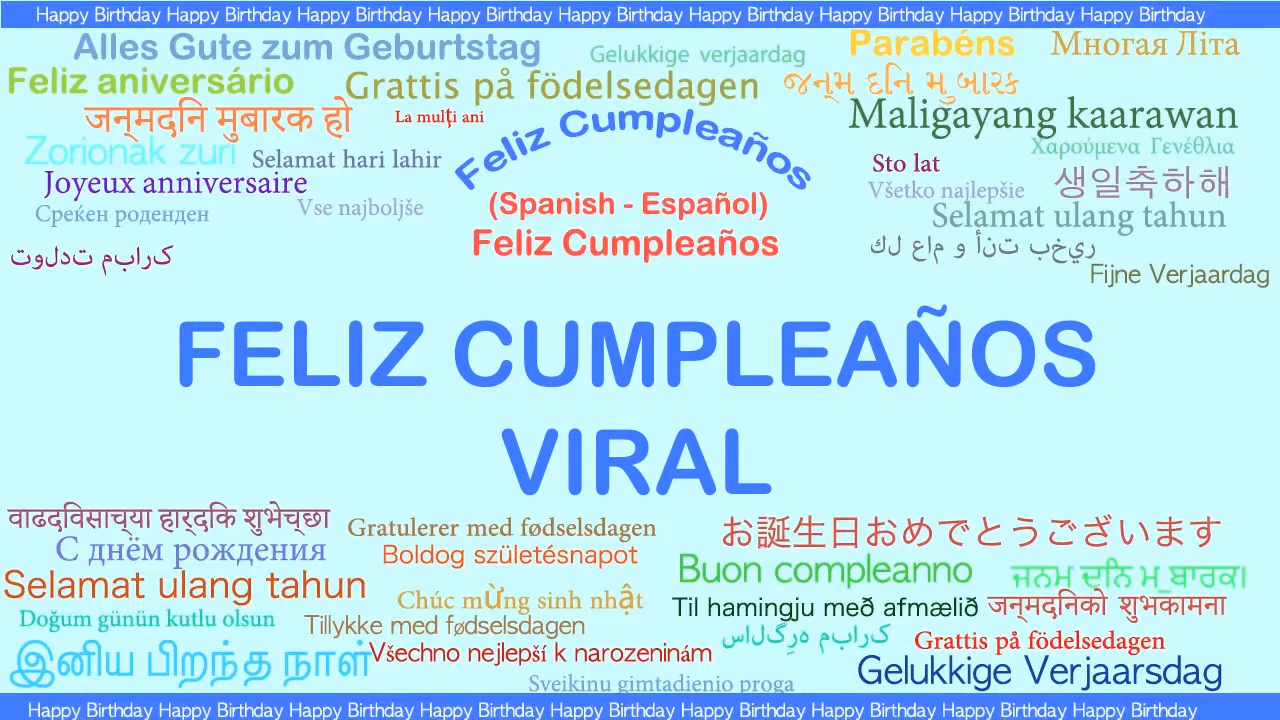 Happy Birthday Happy Birthday Happy Birthday Happy Birthday Happy Birthday Happy Birthday Happy Birthday Happy Birthday Happy Birthday
Alles Gute zum Geburtstag
Gelukkige verjaardag
Parabéns
Многая Літа
Feliz aniversário
Grattis på födelsedagen
જન્મ દિન મુબારક
जन्मदिन मुबारक हो
La mulți ani
Feliz Cumpleaños
Maligayang kaarawan
Zorionak zuri
Selamat hari lahir
Sto lat
Χαρούμενα Γενέθλια
Joyeux anniversaire
Vse najboljše
(Spanish - Español)
Všetko najlepšie
생일축하해
Среќен роденден
Feliz Cumpleaños
Selamat ulang tahun
تولدت مبارک
كل عام و أنت بخير
Fijne Verjaardag
FELIZ CUMPLEAÑOS
VIRAL
वाढदिवसाच्या हार्दिक शुभेच्छा
Gratulerer med fødselsdagen
お誕生日おめでとうございます
С днём рождения
Boldog születésnapot
Buon compleanno
ਜਨਮ ਦਿਨ ਮੁਬਾਰਕ।
Selamat ulang tahun
Chúc mừng sinh nhật
Til hamingju með afmælið
जन्मदिनको शुभकामना
Doğum günün kutlu olsun
Tillykke med fødselsdagen
سالگرہ مبارک
Grattis på födelsedagen
இனிய பிறந்த நாள்
Všechno nejlepší k narozeninám
Gelukkige Verjaarsdag
Sveikinu gimtadienio proga
Happy Birthday Happy Birthday Happy Birthday Happy Birthday Happy Birthday Happy Birthday Happy Birthday Happy Birthday Happy Birthday